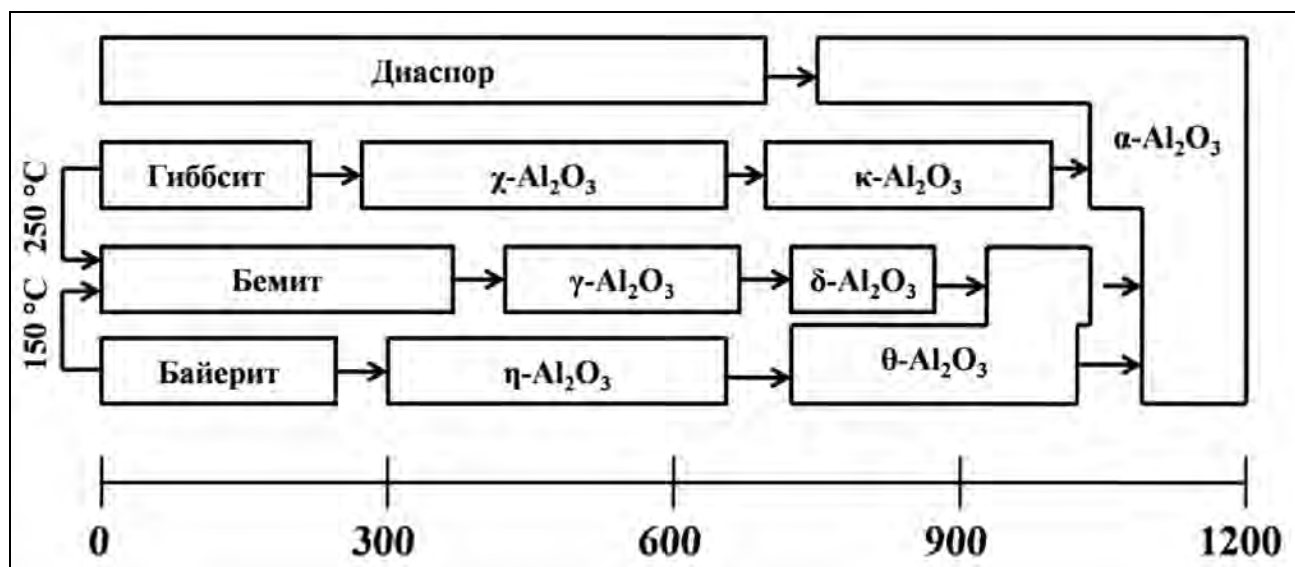 Диаспор
α-Al₂O₃
250 °C
Гиббсит
χ-Al₂O₃
κ-Al₂O₃
Бемит
γ-Al₂O₃
δ-Al₂O₃
150 °C
Байерит
η-Al₂O₃
θ-Al₂O₃
0 300 600 900 1200